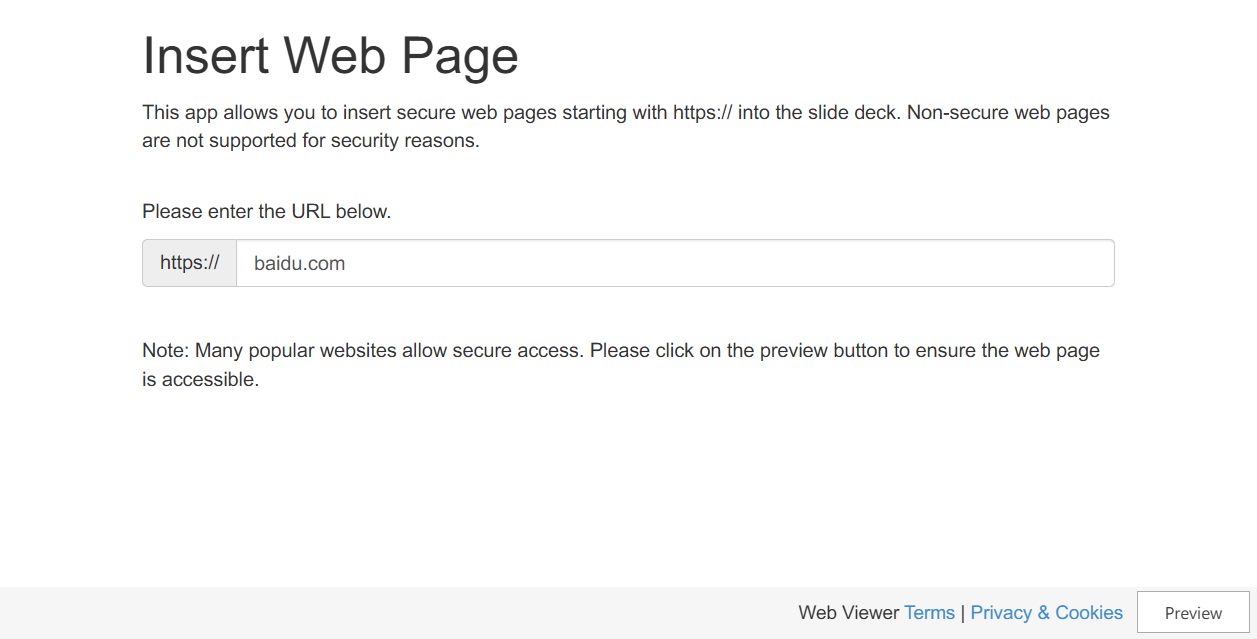 Insert Web Page
This app allows you to insert secure web pages starting with https:// into the slide deck. Non-secure web pages
are not supported for security reasons.
Please enter the URL below.
https:// baidu.com
Note: Many popular websites allow secure access. Please click on the preview button to ensure the web page
is accessible.
Web Viewer Terms | Privacy & Cookies Preview